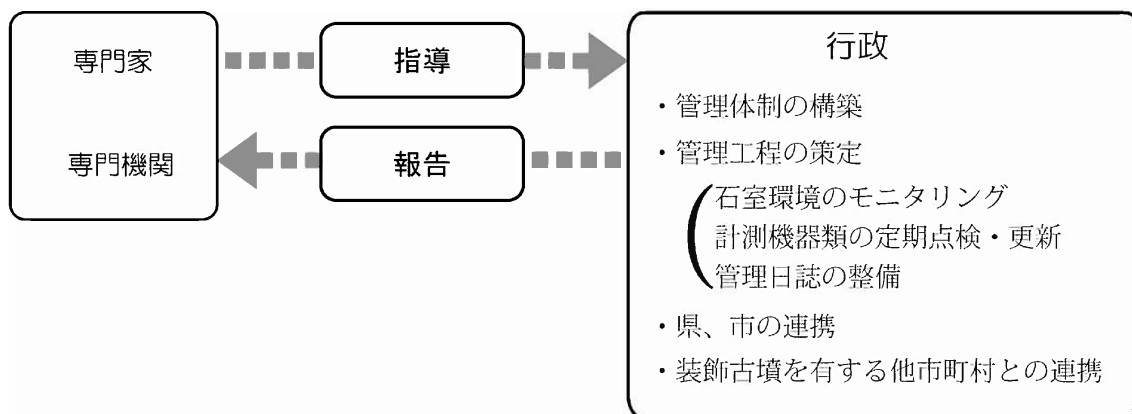 専門家
専門機関
指導
報告
行政
・管理体制の構築
・管理工程の策定
石室環境のモニタリング
計測機器類の定期点検・更新
管理日誌の整備
・県、市の連携
・装飾古墳を有する他市町村との連携